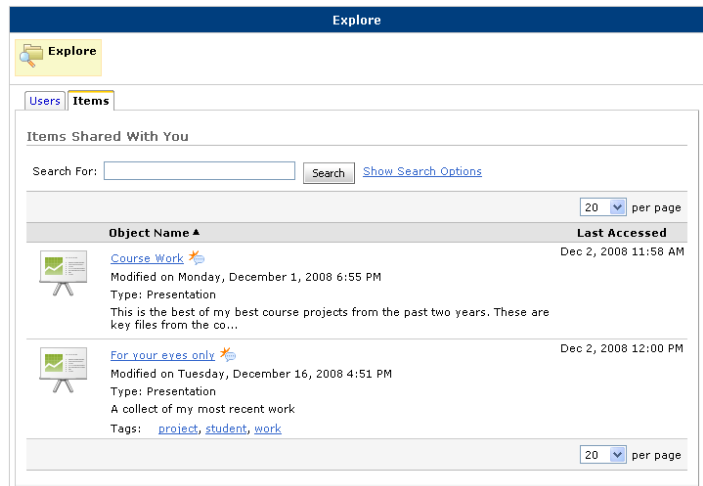 Explore
Explore
Users Items
Items Shared With You
Search For: Search Show Search Options
20 per page
Object Name Last Accessed
Course Work Dec 2, 2008 11:58 AM
Modified on Monday, December 1, 2008 6:55 PM
Type: Presentation
This is the best of my best course projects from the past two years. These are
key files from the co...
For your eyes only Dec 2, 2008 12:00 PM
Modified on Tuesday, December 16, 2008 4:51 PM
Type: Presentation
A collect of my most recent work
Tags: project, student, work
20 per page